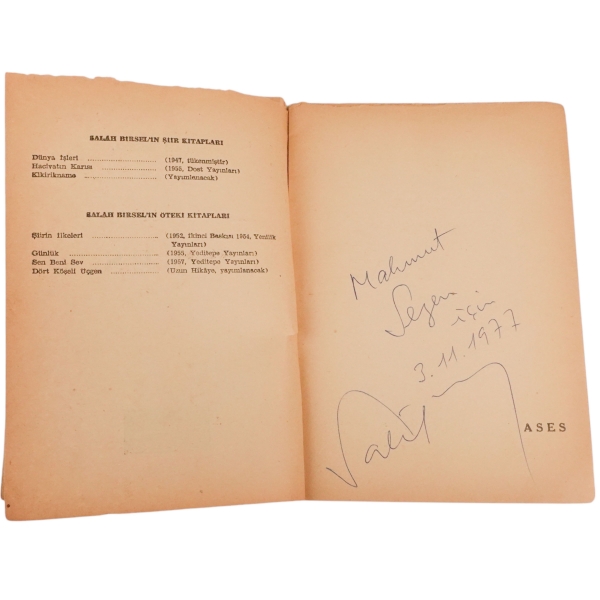 SALÂH BİRSEL'İN ŞİİR KİTAPLARI
Dünya İşleri .................. (1947, tükenmiştir)
Hacivatın Karısı .................. (1955, Dost Yayınları)
Kikirikname .................. (Yayımlanacak)
SALÂH BİRSEL'İN ÖTEKİ KİTAPLARI
Şiirin İlkeleri .................. (1952, İkinci Baskısı 1954, Yenilik
Yayınları)
Günlük .................. (1955, Yeditepe Yayınları)
Sen Beni Sev .................. (1957, Yeditepe Yayınları)
Dört Köşeli Üçgen .................. (Uzun Hikâye, yayımlanacak)
Mahmut
Sezen
için
3.11.1977
ASES